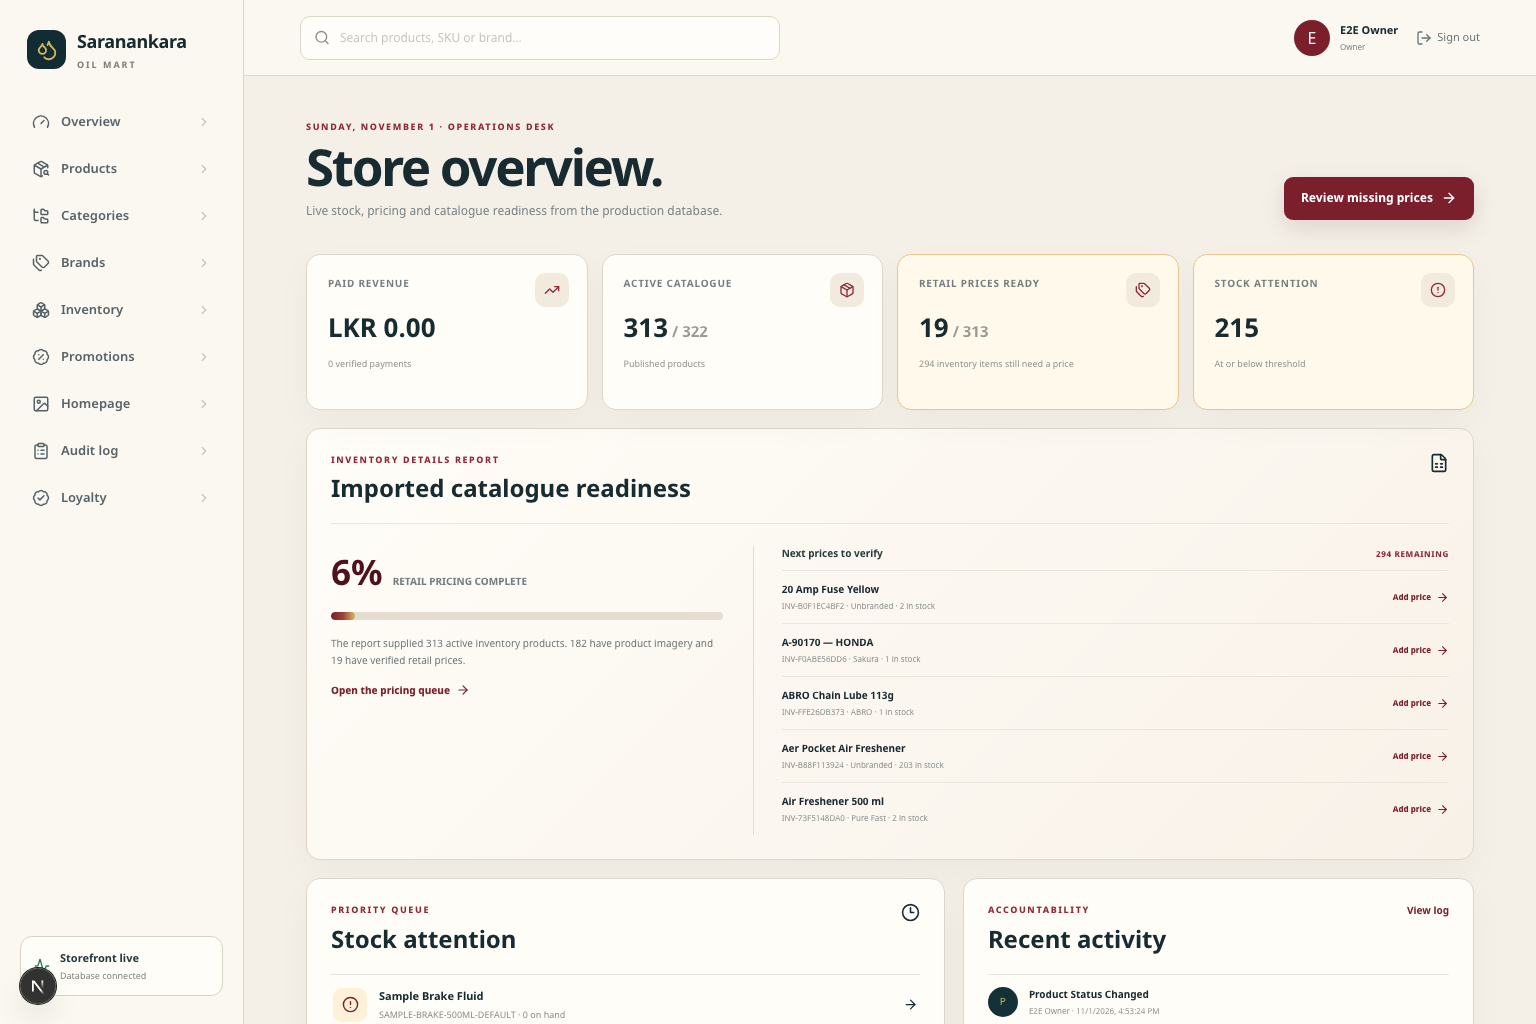 Saranankara
OIL MART
Search products, SKU or brand...
E
E2E Owner
Owner
Sign out
Overview
Products
Categories
Brands
Inventory
Promotions
Homepage
Audit log
Loyalty
Storefront live
Database connected
N
SUNDAY, NOVEMBER 1 · OPERATIONS DESK
Store overview.
Live stock, pricing and catalogue readiness from the production database.
Review missing prices
PAID REVENUE
LKR 0.00
0 verified payments
ACTIVE CATALOGUE
313 / 322
Published products
RETAIL PRICES READY
19 / 313
294 inventory items still need a price
STOCK ATTENTION
215
At or below threshold
INVENTORY DETAILS REPORT
Imported catalogue readiness
6% RETAIL PRICING COMPLETE
The report supplied 313 active inventory products. 182 have product imagery and
19 have verified retail prices.
Open the pricing queue
Next prices to verify
294 REMAINING
20 Amp Fuse Yellow
INV-B0F1EC4BF2 · Unbranded · 2 in stock
Add price
A-90170 — HONDA
INV-F0ABE56DD6 · Sakura · 1 in stock
Add price
ABRO Chain Lube 113g
INV-FFE26DB373 · ABRO · 1 in stock
Add price
Aer Pocket Air Freshener
INV-B88F113924 · Unbranded · 203 in stock
Add price
Air Freshener 500 ml
INV-73F5148DA0 · Pure Fast · 2 in stock
Add price
PRIORITY QUEUE
Stock attention
Sample Brake Fluid
SAMPLE-BRAKE-500ML-DEFAULT · 0 on hand
ACCOUNTABILITY
View log
Recent activity
P
Product Status Changed
E2E Owner · 11/1/2026, 4:53:24 PM